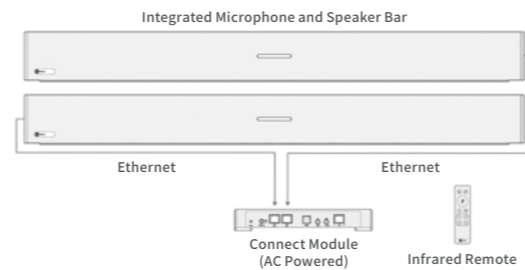 Integrated Microphone and Speaker Bar
Ethernet
Ethernet
Connect Module
(AC Powered)
Infrared Remote